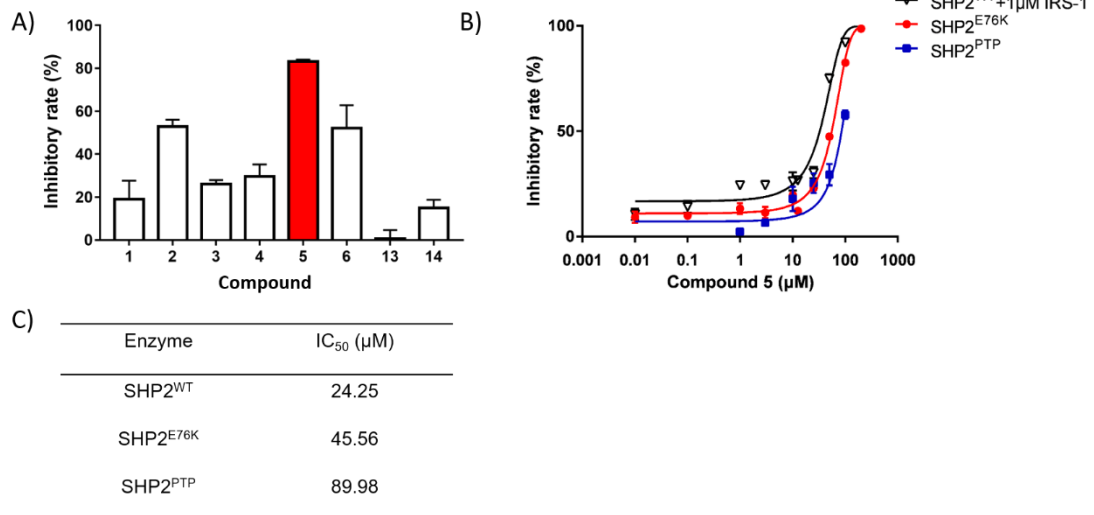 A)
Inhibitory rate (%)
100
80
60
40
20
0
1 2 3 4 5 6 13 14
Compound
B)
+1μM IRS-1
SHP2E76K
SHP2PTP
Inhibitory rate (%)
100
50
0
0.001 0.01 0.1 1 10 100 1000
Compound 5 (μM)
C)
Enzyme IC50 (μM)
SHP2WT 24.25
SHP2E76K 45.56
SHP2PTP 89.98